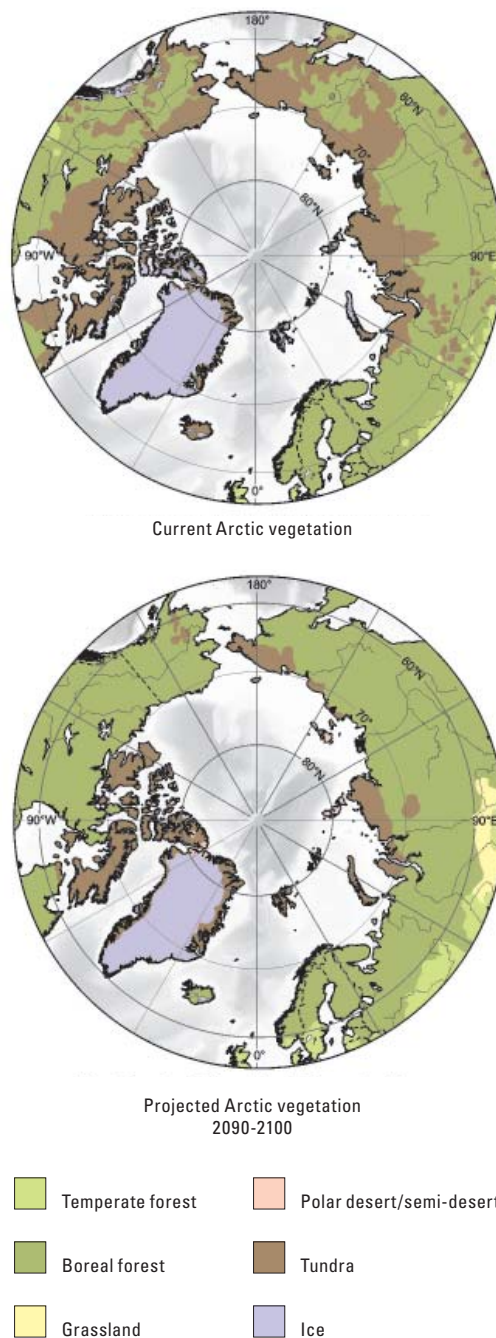 180°
60°N
70°
80°N
90°W
90°E
0°
Current Arctic vegetation
180°
60°N
70°
80°N
90°W
90°E
0°
Projected Arctic vegetation
2090-2100
Temperate forest
Polar desert/semi-desert
Boreal forest
Tundra
Grassland
Ice